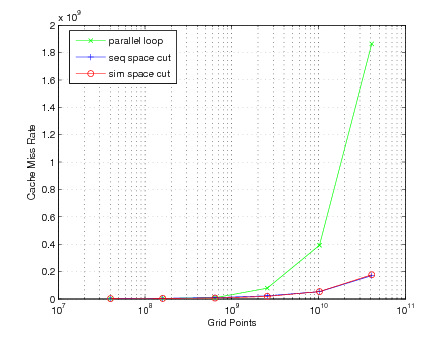 x 10^9
2
1.8
1.6
1.4
1.2
1
0.8
0.6
0.4
0.2
0
Cache Miss Rate
parallel loop
seq space cut
sim space cut
10^7
10^8
10^9
10^10
10^11
Grid Points